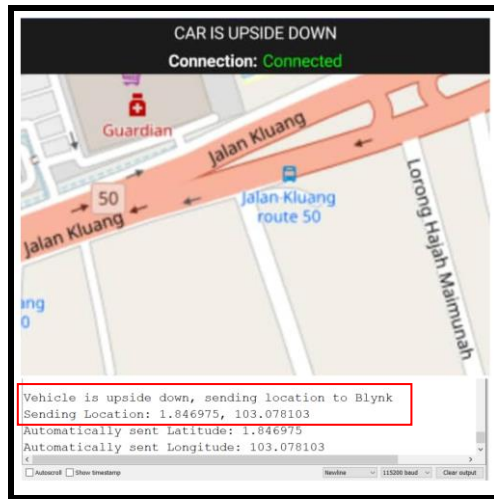 CAR IS UPSIDE DOWN
Connection: Connected
Guardian
Jalan Kluang
50
Jalan Kluang
route 50
Jalan Kluang
Lorong Hajah Maimunah
ang
0
Vehicle is upside down, sending location to Blynk
Sending Location: 1.846975, 103.078103
Automatically sent Latitude: 1.846975
Automatically sent Longitude: 103.078103
Autoscroll Show timestamp Newline 115200 baud Clear output